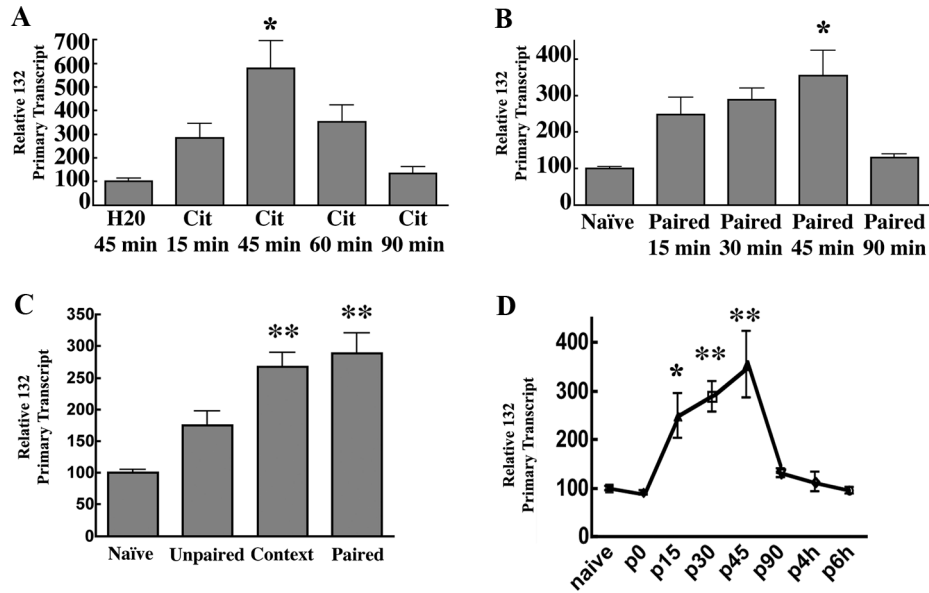 A
*
Relative 132
Primary Transcript
700
600
500
400
300
200
100
0
H20 Cit Cit Cit Cit
45 min 15 min 45 min 60 min 90 min
B
*
Relative 132
Primary Transcript
400
300
200
100
0
Naïve Paired Paired Paired Paired
15 min 30 min 45 min 90 min
C
** **
Relative 132
Primary Transcript
350
300
250
200
150
100
50
0
Naïve Unpaired Context Paired
D
* ** **
Relative 132
Primary Transcript
400
300
200
100
0
naive p0 p15 p30 p45 p90 p4h p6h